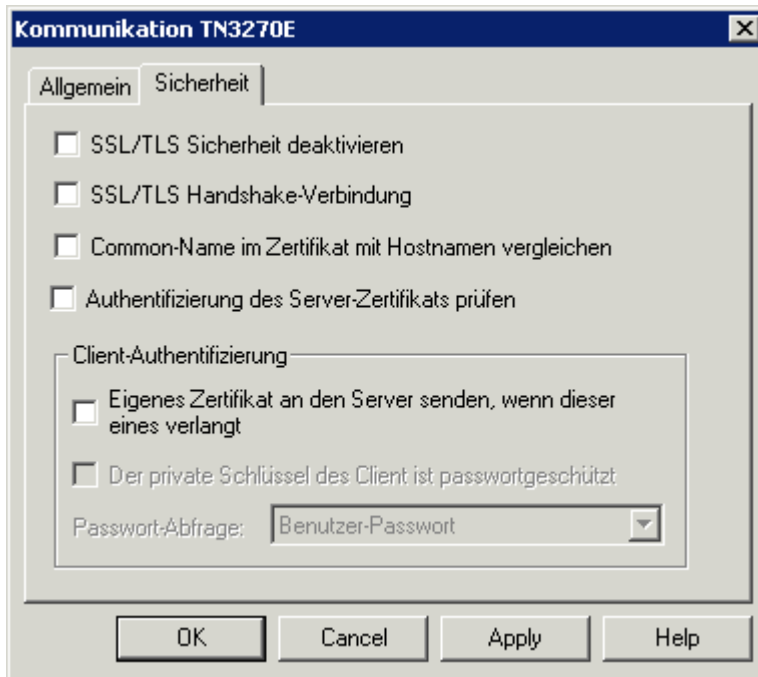 Kommunikation TN3270E
Allgemein
Sicherheit
SSL/TLS Sicherheit deaktivieren
SSL/TLS Handshake-Verbindung
Common-Name im Zertifikat mit Hostnamen vergleichen
Authentifizierung des Server-Zertifikats prüfen
Client-Authentifizierung
Eigenes Zertifikat an den Server senden, wenn dieser
eines verlangt
Der private Schlüssel des Client ist passwortgeschützt
Passwort-Abfrage: Benutzer-Passwort
OK Cancel Apply Help